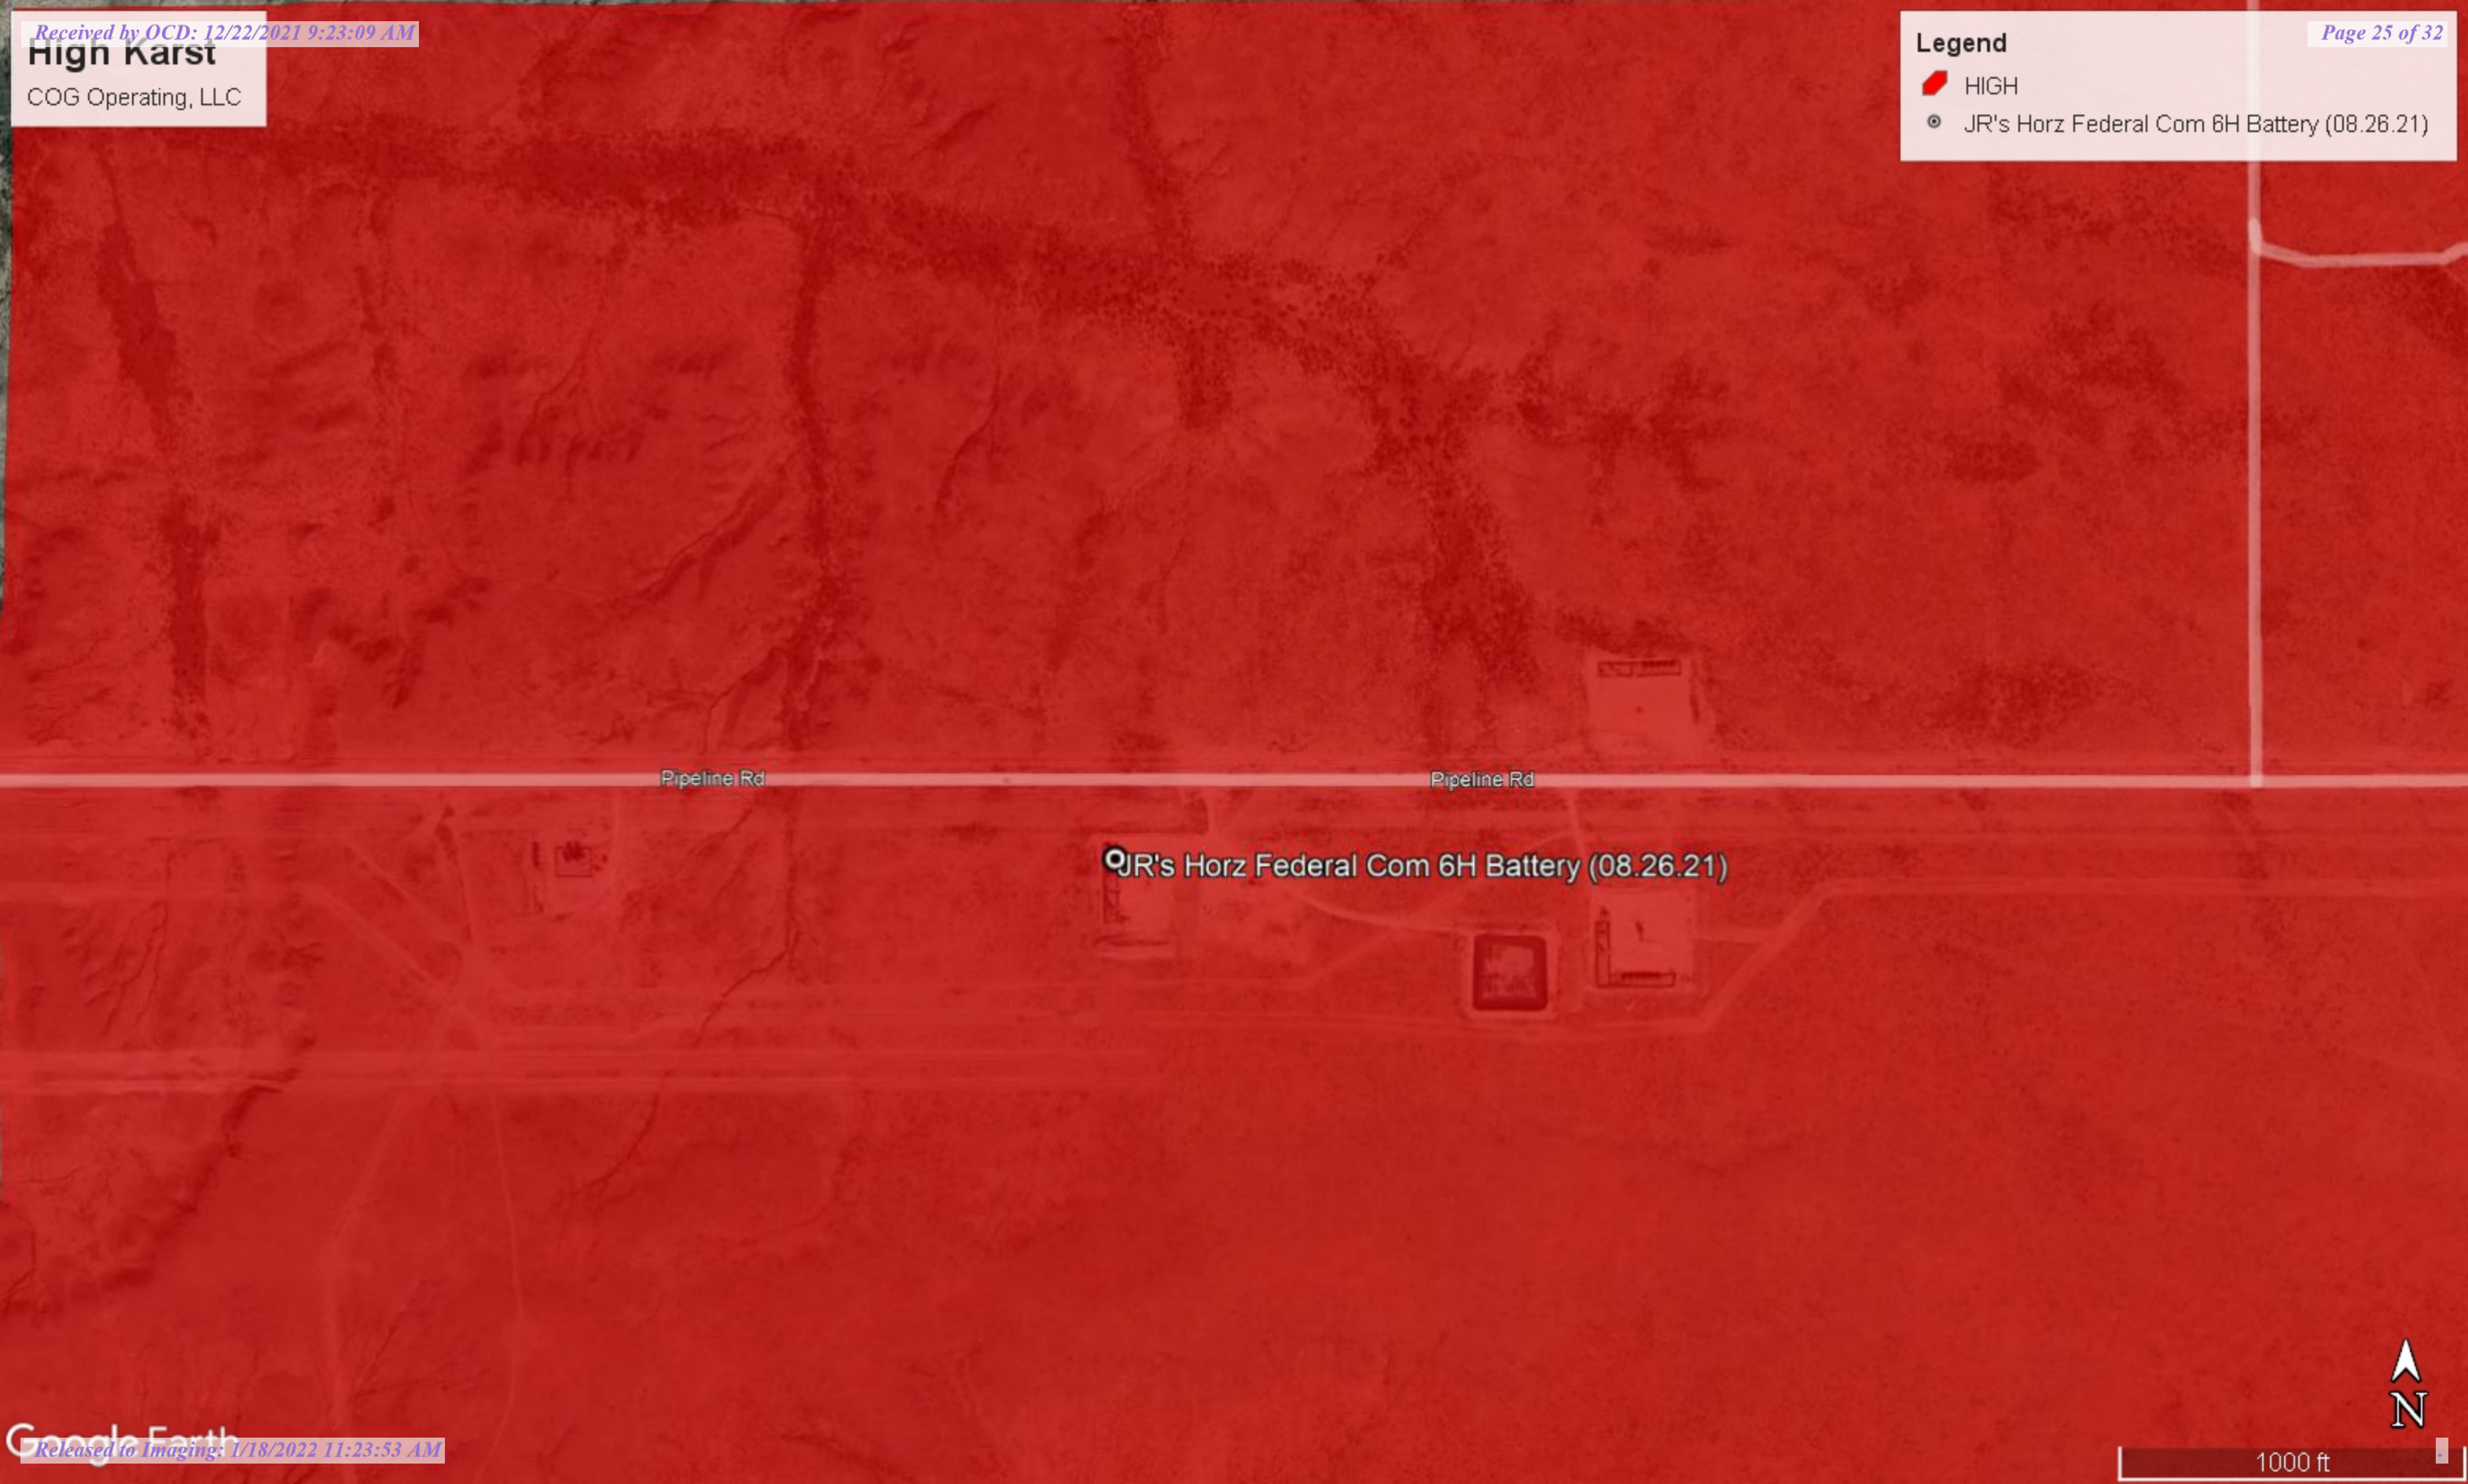 Received by OCD: 12/22/2021 9:23:09 AM
Page 25 of 32
High Karst
COG Operating, LLC
Legend
HIGH
JR's Horz Federal Com 6H Battery (08.26.21)
Pipeline Rd
Pipeline Rd
JR's Horz Federal Com 6H Battery (08.26.21)
N
Google Earth
Released to Imaging: 1/18/2022 11:23:53 AM
1000 ft